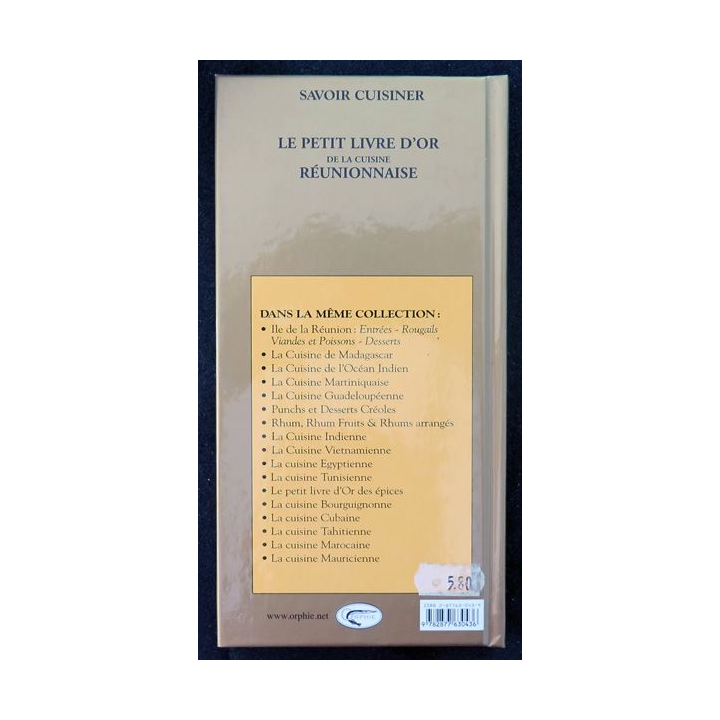 SAVOIR CUISINER
LE PETIT LIVRE D'OR
DE LA CUISINE
RÉUNIONNAISE
DANS LA MÊME COLLECTION :
• Ile de la Réunion : Entrées - Rougails
Viandes et Poissons - Desserts
• La Cuisine de Madagascar
• La Cuisine de l'Océan Indien
• La Cuisine Martiniquaise
• La Cuisine Guadeloupéenne
• Punchs et Desserts Créoles
• Rhum, Rhum Fruits & Rhums arrangés
• La Cuisine Indienne
• La Cuisine Vietnamienne
• La cuisine Egyptienne
• La cuisine Tunisienne
• Le petit livre d'Or des épices
• La cuisine Bourguignonne
• La cuisine Cubaine
• La cuisine Tahitienne
• La cuisine Marocaine
• La cuisine Mauricienne
5.80
www.orphie.net
9 782877 630436